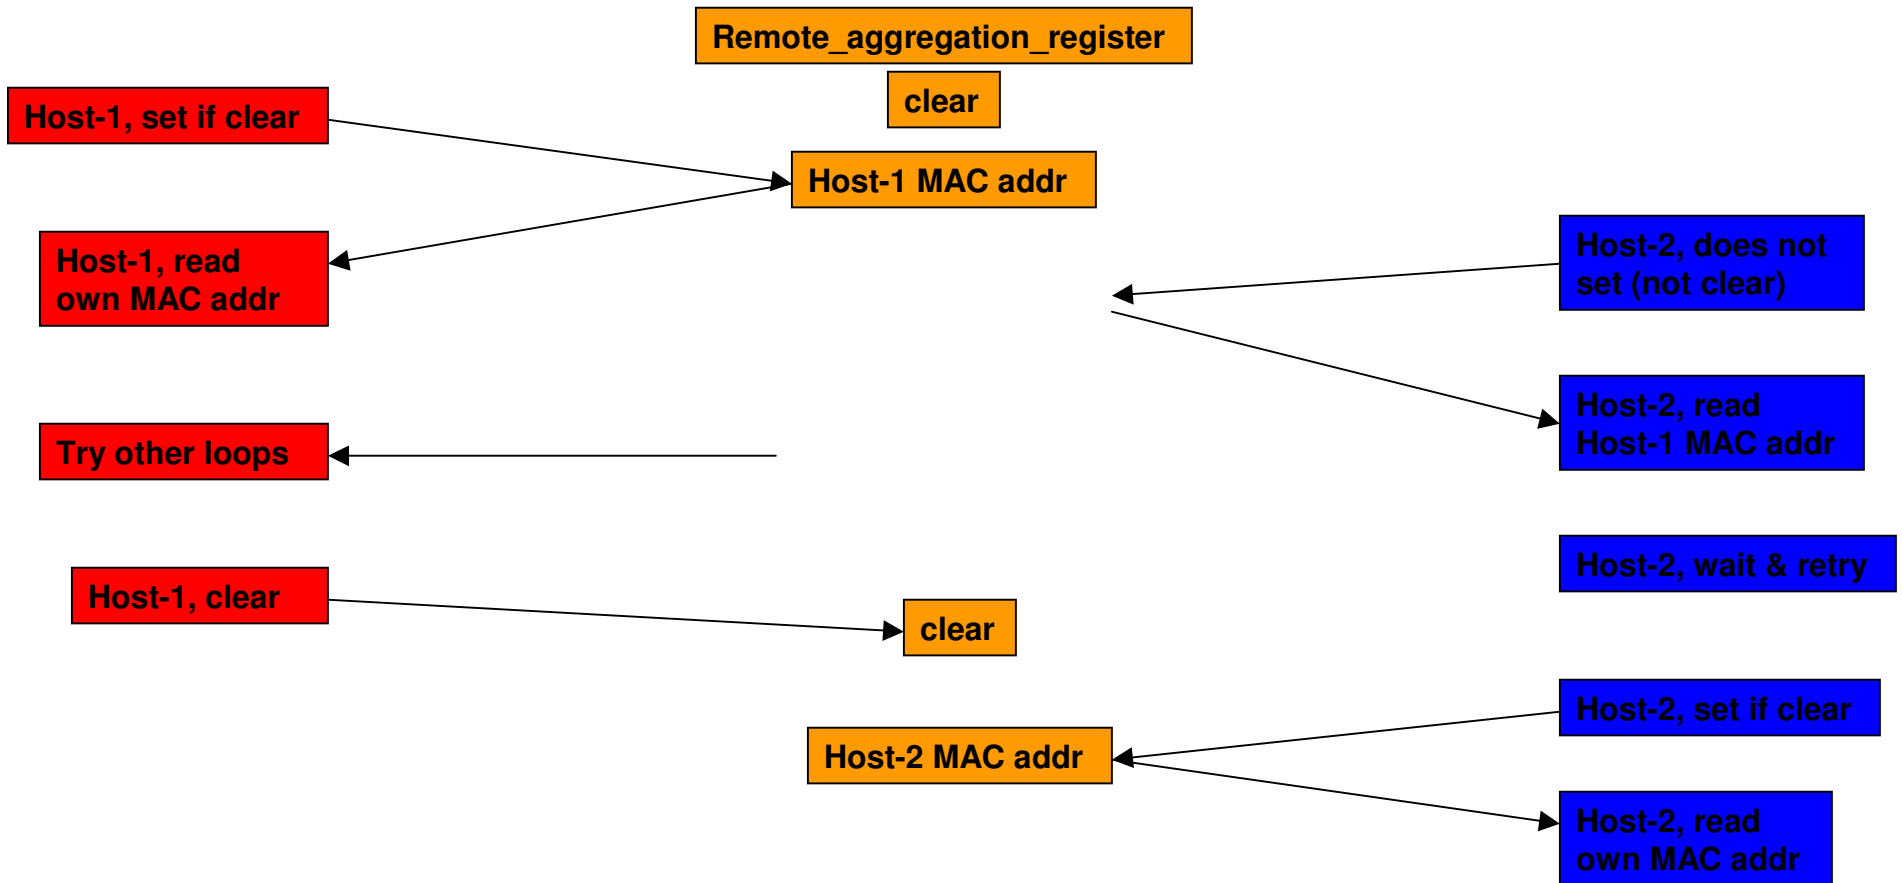 Remote_aggregation_register
clear
Host-1, set if clear
Host-1 MAC addr
Host-1, read
own MAC addr
Host-2, does not
set (not clear)
Host-2, read
Host-1 MAC addr
Try other loops
Host-2, wait & retry
Host-1, clear
clear
Host-2, set if clear
Host-2 MAC addr
Host-2, read
own MAC addr